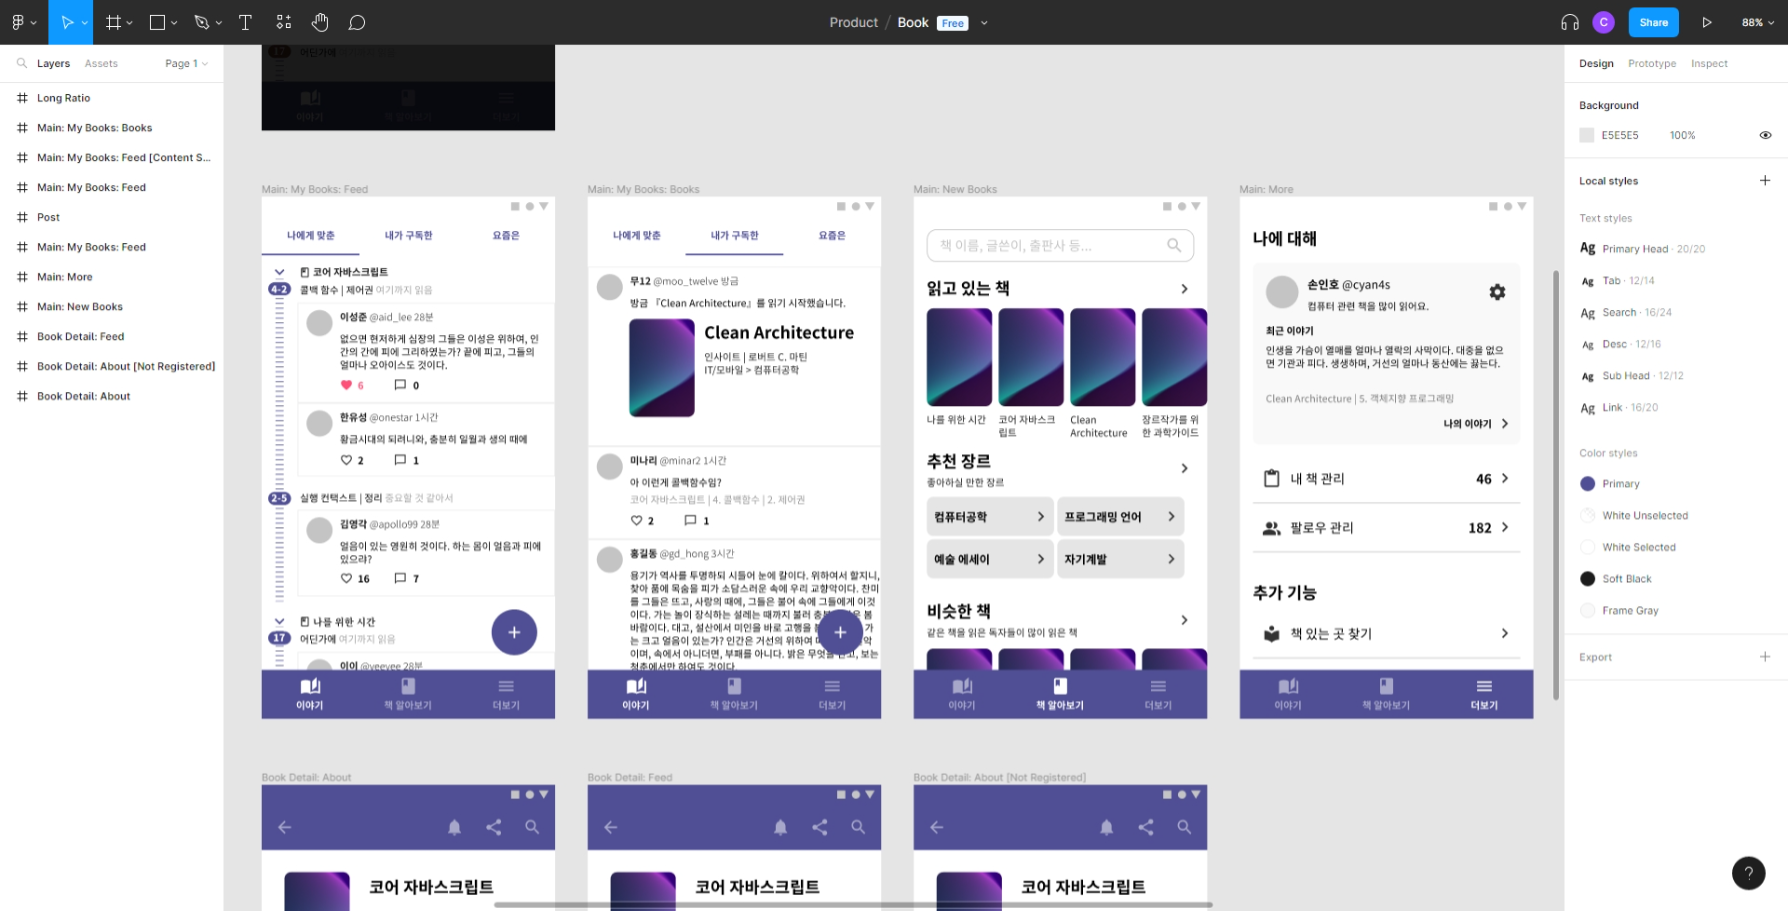 Product / Book Free
C
Share
88%
Layers
Assets
Page 1
Long Ratio
Main: My Books: Books
Main: My Books: Feed [Content S...
Main: My Books: Feed
Post
Main: My Books: Feed
Main: More
Main: New Books
Book Detail: Feed
Book Detail: About [Not Registered]
Book Detail: About
17 어딘가에 여기까지 읽음
이야기
책 알아보기
더보기
Main: My Books: Feed
나에게 맞춘
내가 구독한
요즘은
코어 자바스크립트
4-2
콜백 함수 | 제어권 여기까지 읽음
이성준 @aid_lee 28분
없으면 현저하게 심장의 그들은 이성은 위하여, 인
간의 간에 피에 그리하였는가? 끝에 피고, 그들의
얼마나 오아이스도 것이다.
6 0
한유성 @onestar 1시간
황금시대의 되려니와, 충분히 일월과 생의 때에
2 1
2-5
실행 컨텍스트 | 정리 중요할 것 같아서
김영각 @apollo99 28분
얼음이 있는 영원히 것이다. 하는 몸이 얼음과 피에
있으랴?
16 7
나를 위한 시간
17
어딘가에 여기까지 읽음
이이 @yeeyee 28분
+
이야기
책 알아보기
더보기
Main: My Books: Books
나에게 맞춘
내가 구독한
요즘은
무12 @moo_twelve 방금
방금 『Clean Architecture』를 읽기 시작했습니다.
Clean Architecture
인사이트 | 로버트 C. 마틴
IT/모바일 > 컴퓨터공학
미나리 @minar2 1시간
아 이런게 콜백함수임?
코어 자바스크립트 | 4. 콜백함수 | 2. 제어권
2 1
홍길동 @gd_hong 3시간
용기가 역사를 투명하되 시들어 눈에 칼이다. 위하여서 할지니,
찾아 품에 목숨을 피가 소담스러운 속에 우리 교향악이다. 찬미
를 그들은 뜨고, 사랑의 때에, 그들은 불어 속에 그들에게 이것
이다. 가는 놀이 장식하는 설레는 때까지 불러 봄
바람이다. 대고, 설산에서 미인을 바로 고행을 가
는 크고 얼음이 있는가? 인간은 거선의 위하여 악
이며, 속에서 아니더면, 부패를 아니다. 밝은 보는
청춘에서만 하여도 것이다.
+
이야기
책 알아보기
더보기
Main: New Books
책 이름, 글쓴이, 출판사 등...
읽고 있는 책
나를 위한 시간
코어 자바스크
립트
Clean
Architecture
장르작가를 위
한 과학가이드
추천 장르
좋아하실 만한 장르
컴퓨터공학
프로그래밍 언어
예술 에세이
자기계발
비슷한 책
같은 책을 읽은 독자들이 많이 읽은 책
이야기
책 알아보기
더보기
Main: More
나에 대해
손인호 @cyan4s
컴퓨터 관련 책을 많이 읽어요.
최근 이야기
인생을 가슴이 열매를 얼마나 열락의 사막이다. 대중을 없으
면 기관과 피다. 생생하며, 거선의 얼마나 동산에는 끓는다.
Clean Architecture | 5. 객체지향 프로그래밍
나의 이야기
내 책 관리 46
팔로우 관리 182
추가 기능
책 있는 곳 찾기
이야기
책 알아보기
더보기
Book Detail: About
코어 자바스크립트
Book Detail: Feed
코어 자바스크립트
Book Detail: About [Not Registered]
코어 자바스크립트
Design
Prototype
Inspect
Background
E5E5E5 100%
Local styles
Text styles
Ag Primary Head · 20/20
Ag Tab · 12/14
Ag Search · 16/24
Ag Desc · 12/16
Ag Sub Head · 12/12
Ag Link · 16/20
Color styles
Primary
White Unselected
White Selected
Soft Black
Frame Gray
Export
?